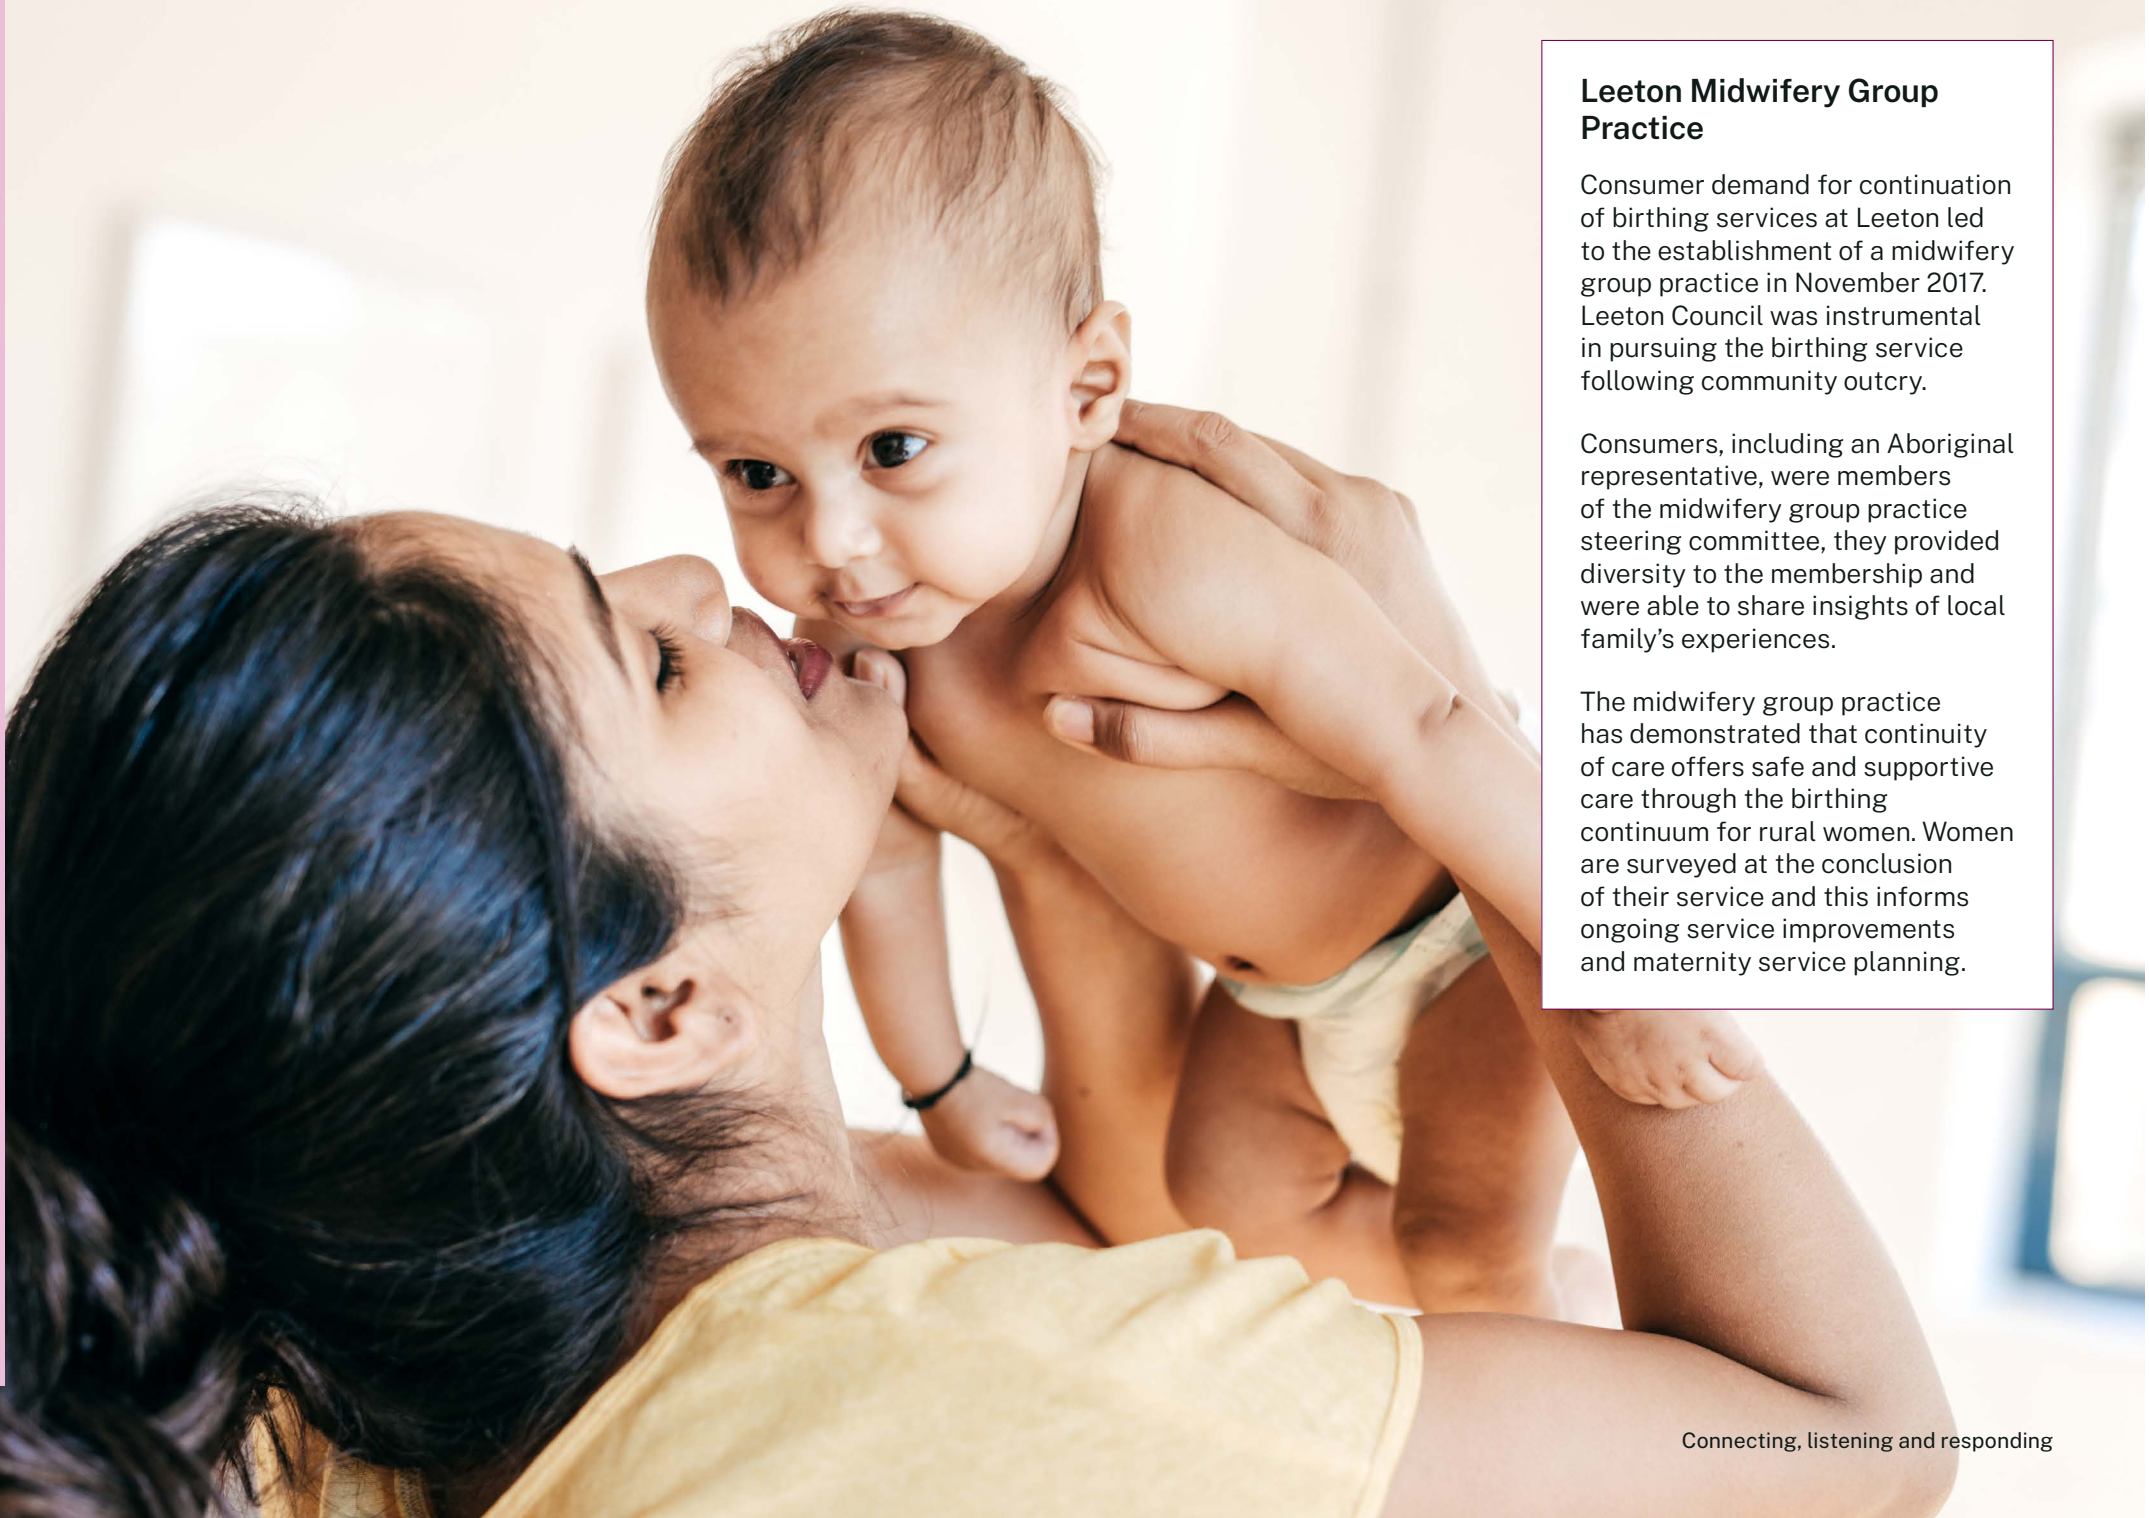 Leeton Midwifery Group
Practice
Consumer demand for continuation
of birthing services at Leeton led
to the establishment of a midwifery
group practice in November 2017.
Leeton Council was instrumental
in pursuing the birthing service
following community outcry.
Consumers, including an Aboriginal
representative, were members
of the midwifery group practice
steering committee, they provided
diversity to the membership and
were able to share insights of local
family’s experiences.
The midwifery group practice
has demonstrated that continuity
of care offers safe and supportive
care through the birthing
continuum for rural women. Women
are surveyed at the conclusion
of their service and this informs
ongoing service improvements
and maternity service planning.
Connecting, listening and responding